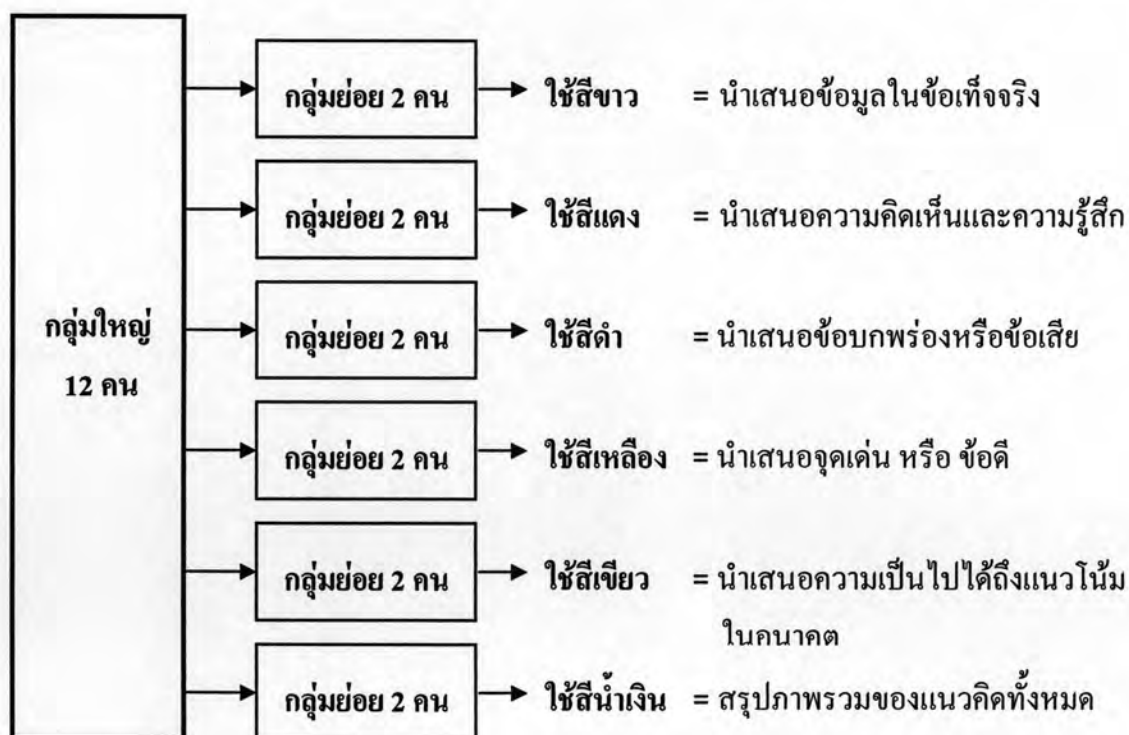 กลุ่มใหญ่
12 คน
กลุ่มย่อย 2 คน ใช้สีขาว = นำเสนอข้อมูลในข้อเท็จจริง
กลุ่มย่อย 2 คน ใช้สีแดง = นำเสนอความคิดเห็นและความรู้สึก
กลุ่มย่อย 2 คน ใช้สีดำ = นำเสนอข้อบกพร่องหรือข้อเสีย
กลุ่มย่อย 2 คน ใช้สีเหลือง = นำเสนอจุดเด่น หรือ ข้อดี
กลุ่มย่อย 2 คน ใช้สีเขียว = นำเสนอความเป็นไปได้ถึงแนวโน้ม
ในอนาคต
กลุ่มย่อย 2 คน ใช้สีน้ำเงิน = สรุปภาพรวมของแนวคิดทั้งหมด